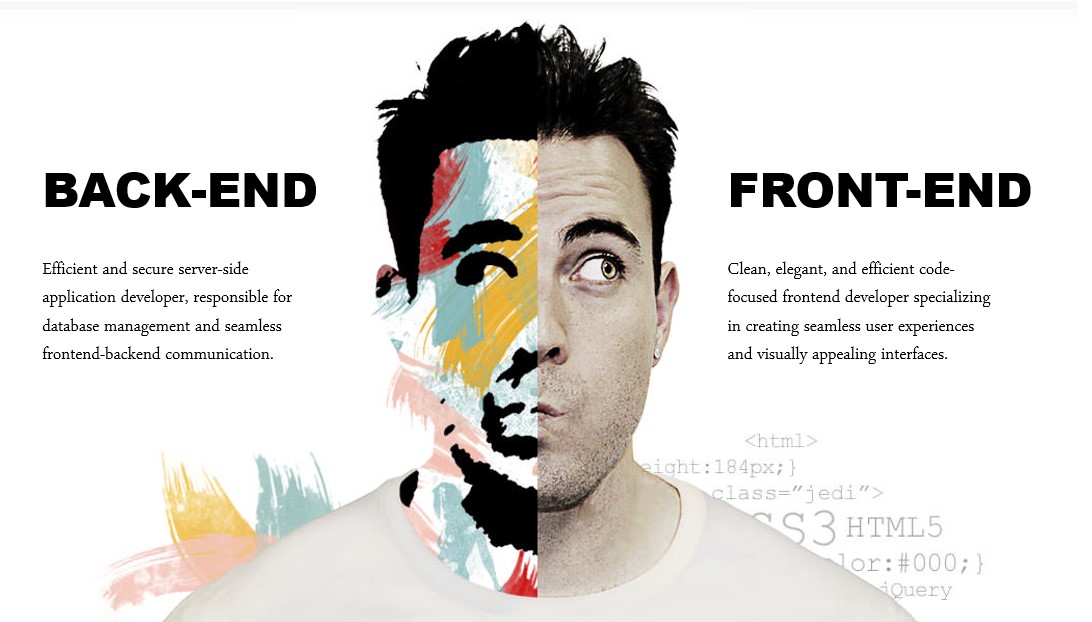 BACK-END
Efficient and secure server-side
application developer, responsible for
database management and seamless
frontend-backend communication.
FRONT-END
Clean, elegant, and efficient code-
focused frontend developer specializing
in creating seamless user experiences
and visually appealing interfaces.
<html>
eight:184px;}
class="jedi">
SS3 HTML5
lor:#000;}
jQuery